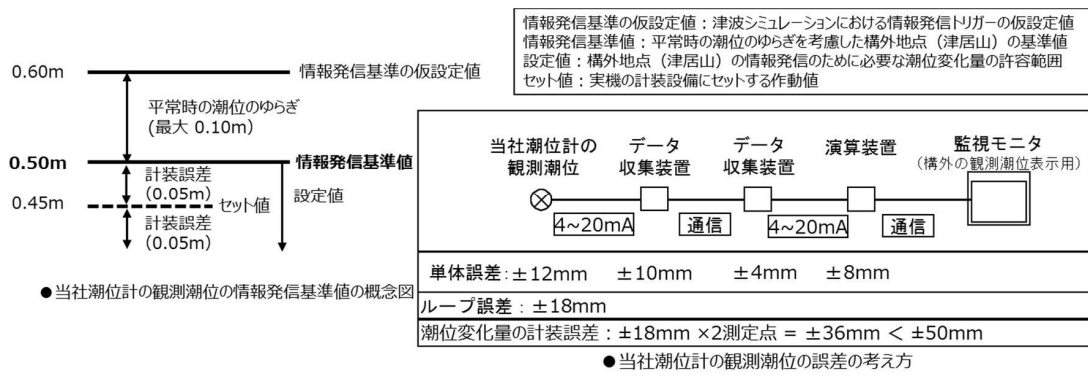 情報発信基準の仮設定値：津波シミュレーションにおける情報発信トリガーの仮設定値
情報発信基準値：平常時の潮位のゆらぎを考慮した構外地点（津居山）の基準値
設定値：構外地点（津居山）の情報発信のために必要な潮位変化量の許容範囲
セット値：実機の計装設備にセットする作動値
0.60m
情報発信基準の仮設定値
平常時の潮位のゆらぎ
(最大 0.10m）
0.50m
情報発信基準値
計装誤差
（0.05m）
設定値
0.45m
セット値
計装誤差
（0.05m）
●当社潮位計の観測潮位の情報発信基準値の概念図
当社潮位計の
観測潮位
データ
収集装置
データ
収集装置
演算装置
監視モニタ
（構外の観測潮位表示用）
4~20mA
通信
4~20mA
通信
単体誤差：±12mm ±10mm ±4mm ±8mm
ループ誤差：±18mm
潮位変化量の計装誤差：±18mm ×2測定点 = ±36mm < ±50mm
●当社潮位計の観測潮位の誤差の考え方